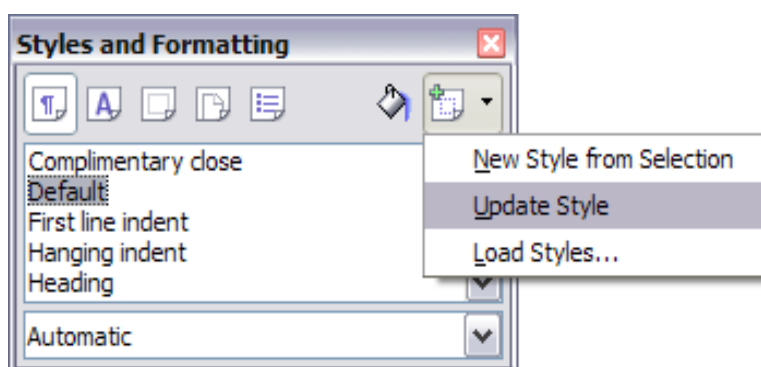 Styles and Formatting
New Style from Selection
Update Style
Load Styles...
Complimentary close
Default
First line indent
Hanging indent
Heading
Automatic